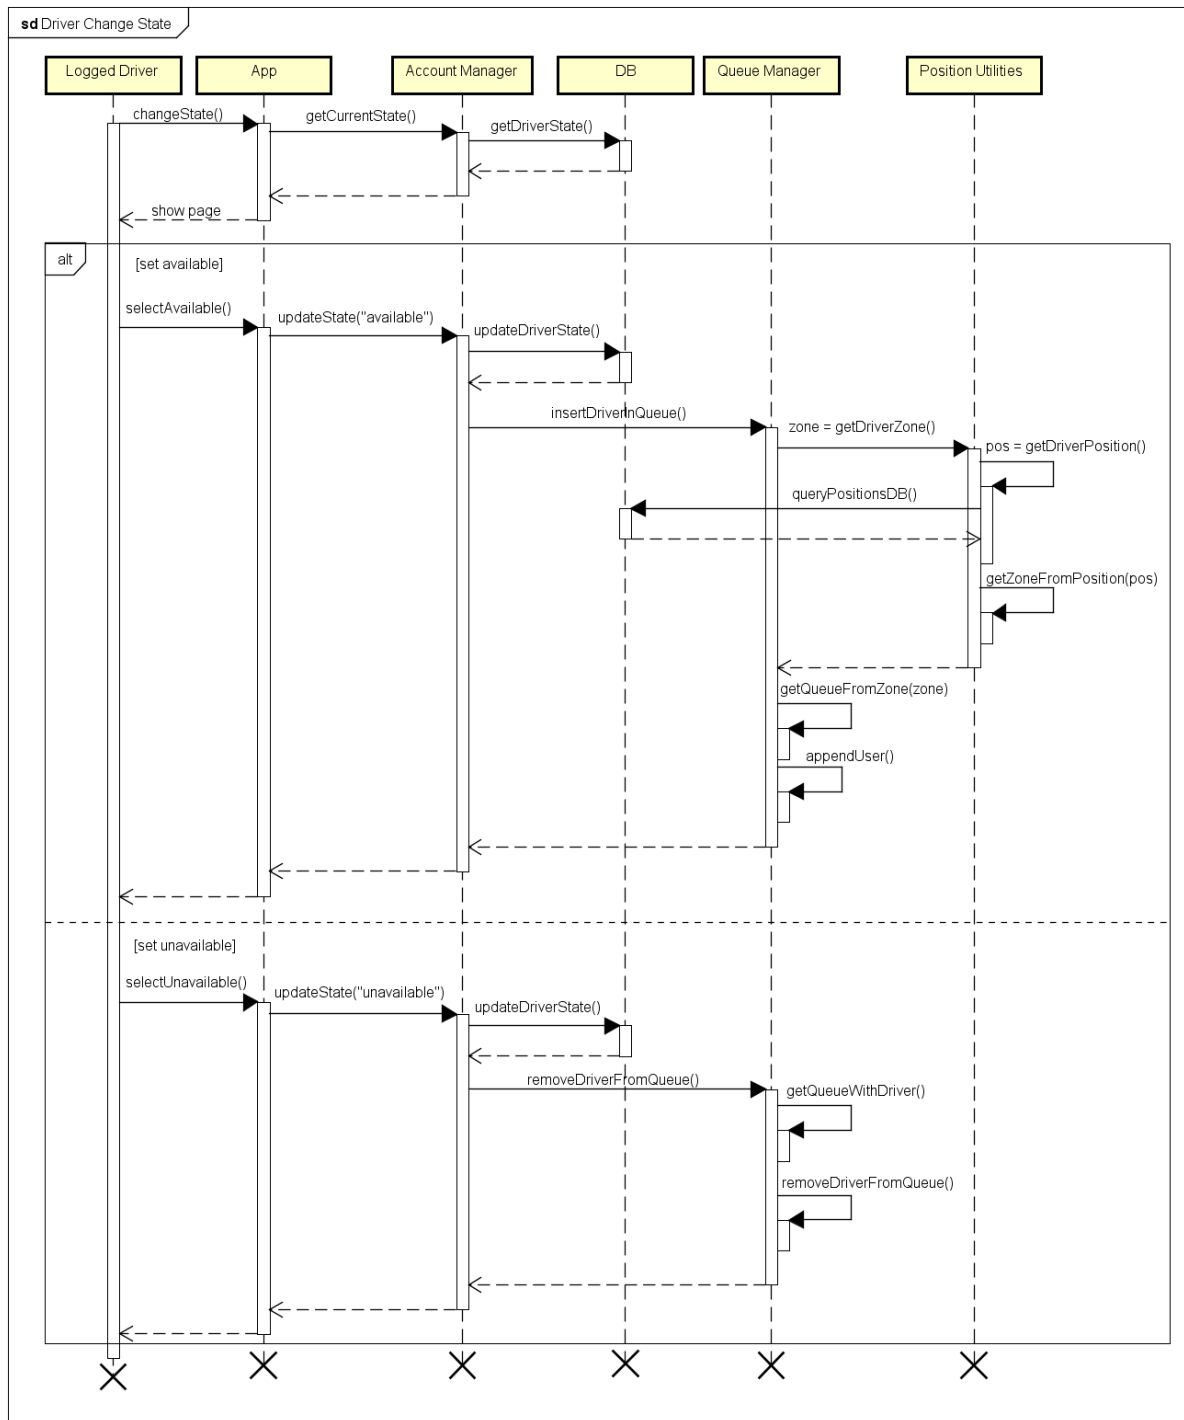 sd Driver Change State
Logged Driver
App
Account Manager
DB
Queue Manager
Position Utilities
changeState()
getCurrentState()
getDriverState()
show page
alt
[set available]
selectAvailable()
updateState("available")
updateDriverState()
insertDriverInQueue()
zone = getDriverZone()
pos = getDriverPosition()
queryPositionsDB()
getZoneFromPosition(pos)
getQueueFromZone(zone)
appendUser()
[set unavailable]
selectUnavailable()
updateState("unavailable")
updateDriverState()
removeDriverFromQueue()
getQueueWithDriver()
removeDriverFromQueue()